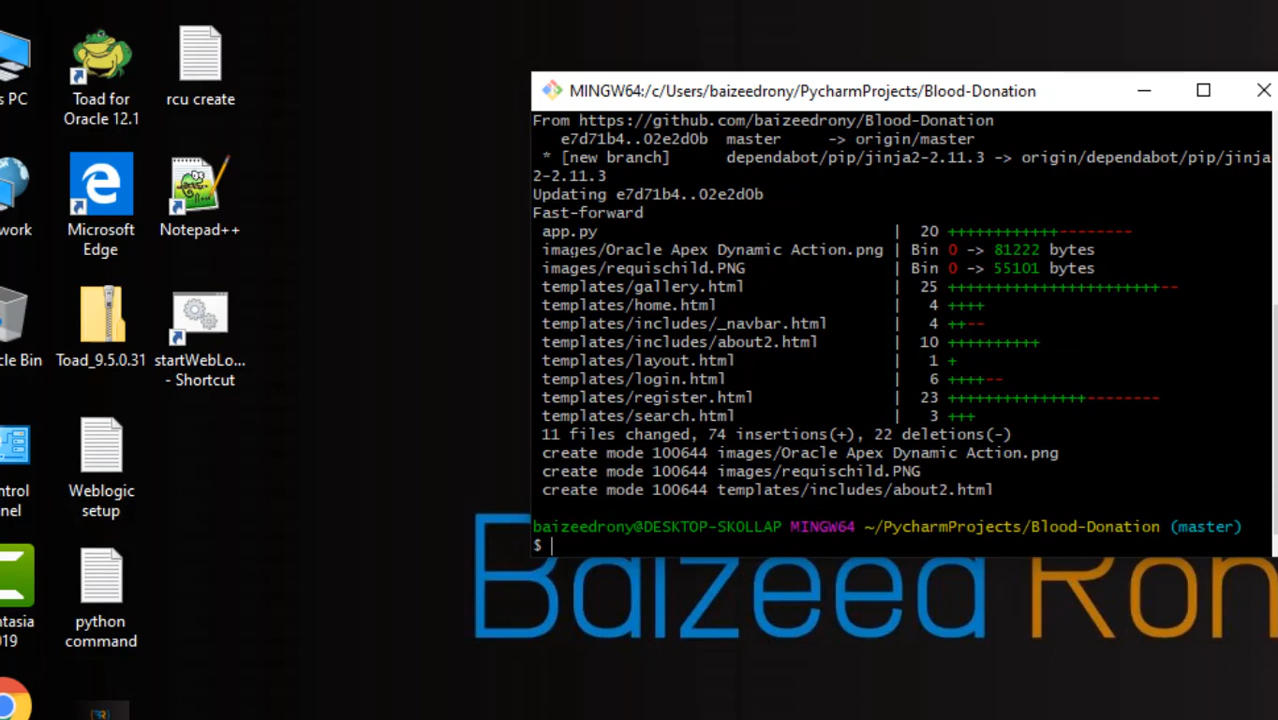 s PC
Toad for
Oracle 12.1
rcu create
work
Microsoft
Edge
Notepad++
cle Bin
Toad_9.5.0.31
startWebLo...
- Shortcut
ntrol
nel
Weblogic
setup
ntasia
019
python
command
MINGW64:/c/Users/baizeedrony/PycharmProjects/Blood-Donation
From https://github.com/baizeedrony/Blood-Donation
e7d71b4..02e2d0b  master     -> origin/master
* [new branch]      dependabot/pip/jinja2-2.11.3 -> origin/dependabot/pip/jinja
2-2.11.3
Updating e7d71b4..02e2d0b
Fast-forward
app.py | 20 ++++++++++++--------
images/Oracle Apex Dynamic Action.png | Bin 0 -> 81222 bytes
images/requischild.PNG | Bin 0 -> 55101 bytes
templates/gallery.html | 25 +++++++++++++++++++++++--
templates/home.html | 4 ++++
templates/includes/_navbar.html | 4 ++--
templates/includes/about2.html | 10 ++++++++++
templates/layout.html | 1 +
templates/login.html | 6 ++++--
templates/register.html | 23 +++++++++++++++--------
templates/search.html | 3 +++
11 files changed, 74 insertions(+), 22 deletions(-)
create mode 100644 images/Oracle Apex Dynamic Action.png
create mode 100644 images/requischild.PNG
create mode 100644 templates/includes/about2.html
baizeedrony@DESKTOP-SKOLLAP MINGW64 ~/PycharmProjects/Blood-Donation (master)
$
Baizeed Ron